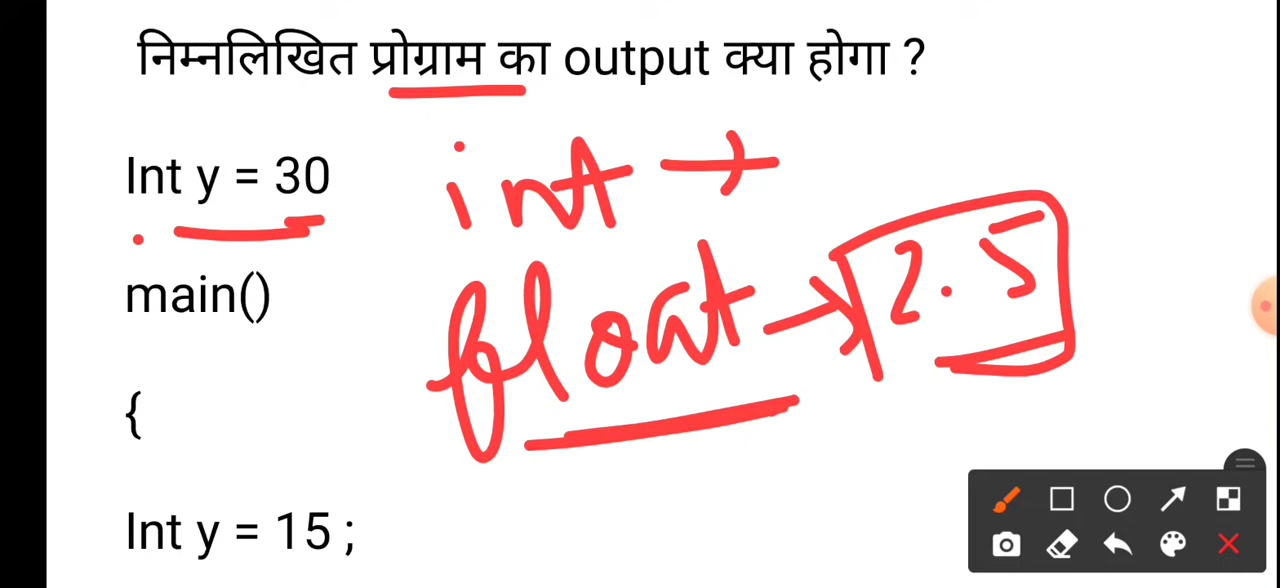 निम्नलिखित प्रोग्राम का output क्या होगा ?
Int y = 30
int →
main()
float → 2.5
{
Int y = 15 ;